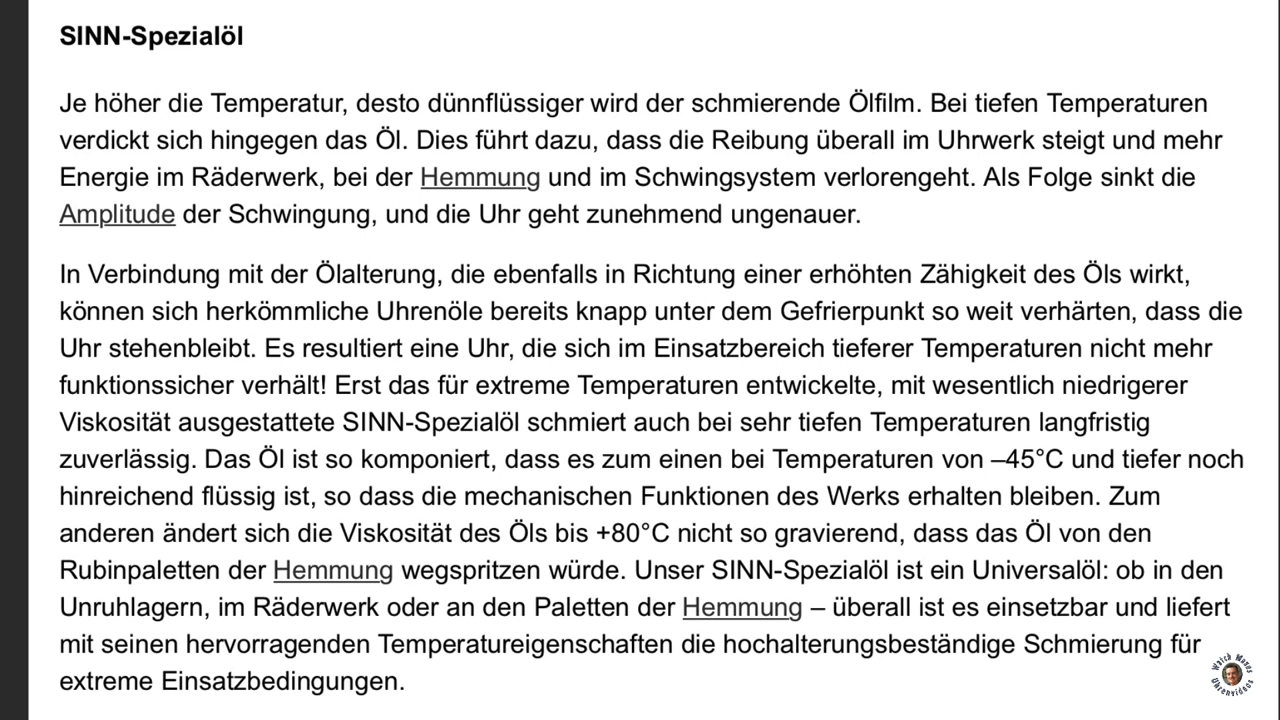 SINN-Spezialöl
Je höher die Temperatur, desto dünnflüssiger wird der schmierende Ölfilm. Bei tiefen Temperaturen
verdickt sich hingegen das Öl. Dies führt dazu, dass die Reibung überall im Uhrwerk steigt und mehr
Energie im Räderwerk, bei der Hemmung und im Schwingsystem verlorengeht. Als Folge sinkt die
Amplitude der Schwingung, und die Uhr geht zunehmend ungenauer.
In Verbindung mit der Ölalterung, die ebenfalls in Richtung einer erhöhten Zähigkeit des Öls wirkt,
können sich herkömmliche Uhrenöle bereits knapp unter dem Gefrierpunkt so weit verhärten, dass die
Uhr stehenbleibt. Es resultiert eine Uhr, die sich im Einsatzbereich tieferer Temperaturen nicht mehr
funktionssicher verhält! Erst das für extreme Temperaturen entwickelte, mit wesentlich niedrigerer
Viskosität ausgestattete SINN-Spezialöl schmiert auch bei sehr tiefen Temperaturen langfristig
zuverlässig. Das Öl ist so komponiert, dass es zum einen bei Temperaturen von –45°C und tiefer noch
hinreichend flüssig ist, so dass die mechanischen Funktionen des Werks erhalten bleiben. Zum
anderen ändert sich die Viskosität des Öls bis +80°C nicht so gravierend, dass das Öl von den
Rubinpaletten der Hemmung wegspritzen würde. Unser SINN-Spezialöl ist ein Universalöl: ob in den
Unruhlagern, im Räderwerk oder an den Paletten der Hemmung – überall ist es einsetzbar und liefert
mit seinen hervorragenden Temperatureigenschaften die hochalterungsbeständige Schmierung für
extreme Einsatzbedingungen.
Watch Moves
Uhrenvideos